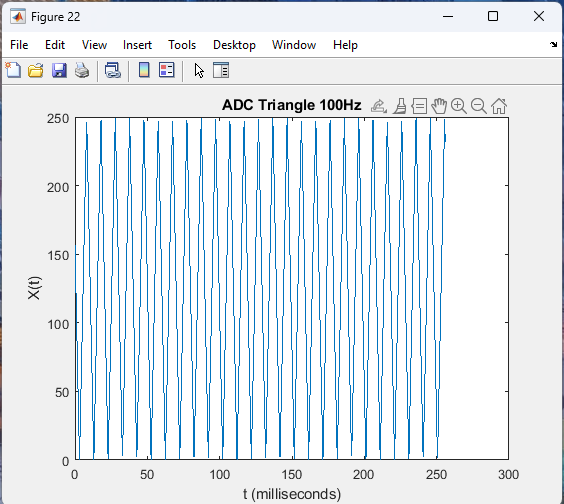 Figure 22
File Edit View Insert Tools Desktop Window Help
ADC Triangle 100Hz
250
200
150
100
50
0
X(t)
0 50 100 150 200 250 300
t (milliseconds)